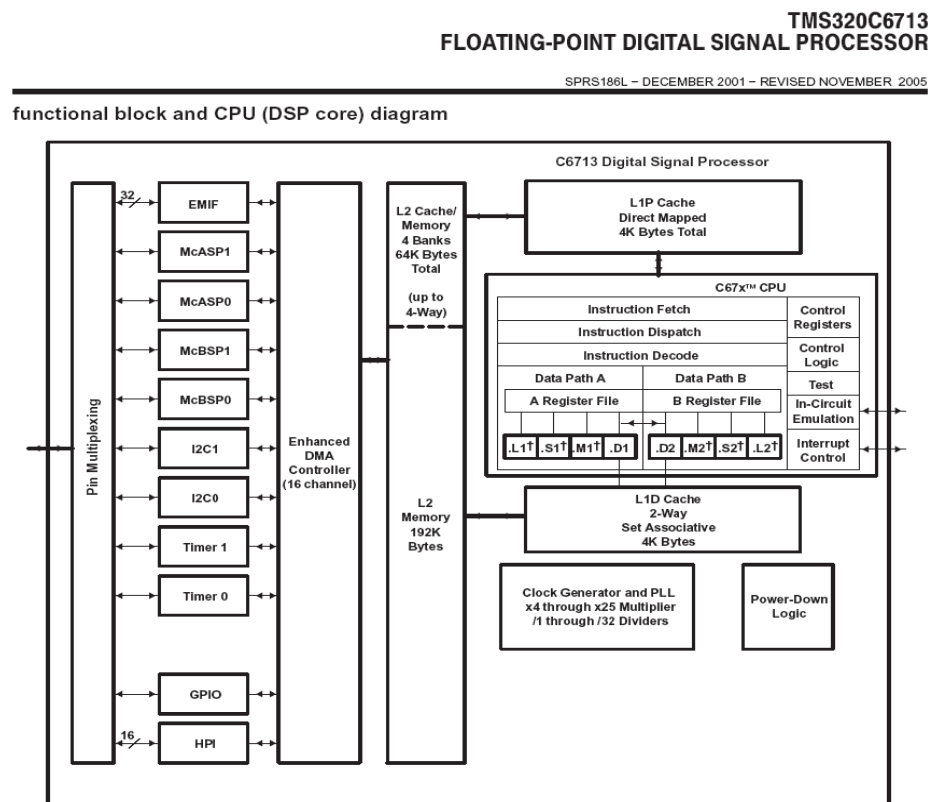 TMS320C6713
FLOATING-POINT DIGITAL SIGNAL PROCESSOR
SPRS186L − DECEMBER 2001 − REVISED NOVEMBER 2005
functional block and CPU (DSP core) diagram
C6713 Digital Signal Processor
Pin Multiplexing
32
EMIF
McASP1
McASP0
McBSP1
McBSP0
I2C1
I2C0
Timer 1
Timer 0
GPIO
16
HPI
Enhanced
DMA
Controller
(16 channel)
L2 Cache/
Memory
4 Banks
64K Bytes
Total
(up to
4-Way)
L2
Memory
192K
Bytes
L1P Cache
Direct Mapped
4K Bytes Total
C67x™ CPU
Instruction Fetch
Instruction Dispatch
Instruction Decode
Data Path A
Data Path B
A Register File
B Register File
.L1† .S1† .M1† .D1
.D2 .M2† .S2† .L2†
Control
Registers
Control
Logic
Test
In-Circuit
Emulation
Interrupt
Control
L1D Cache
2-Way
Set Associative
4K Bytes
Clock Generator and PLL
x4 through x25 Multiplier
/1 through /32 Dividers
Power-Down
Logic